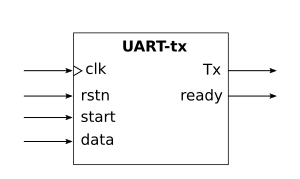 UART-tx
clk
Tx
rstn
ready
start
data